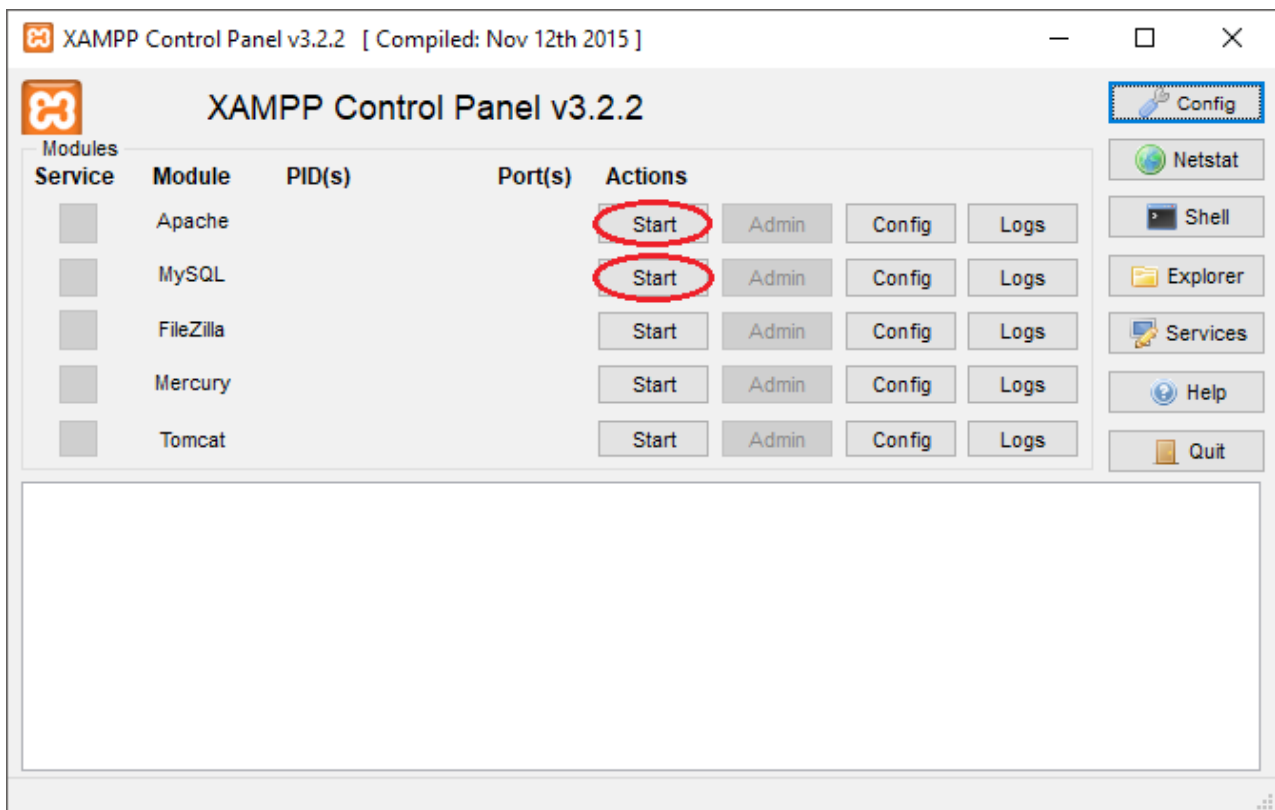 XAMPP Control Panel v3.2.2 [ Compiled: Nov 12th 2015 ]
XAMPP Control Panel v3.2.2
Config
Modules
Service Module PID(s) Port(s) Actions
Netstat
Apache Start Admin Config Logs
Shell
MySQL Start Admin Config Logs
Explorer
FileZilla Start Admin Config Logs
Services
Mercury Start Admin Config Logs
Help
Tomcat Start Admin Config Logs
Quit